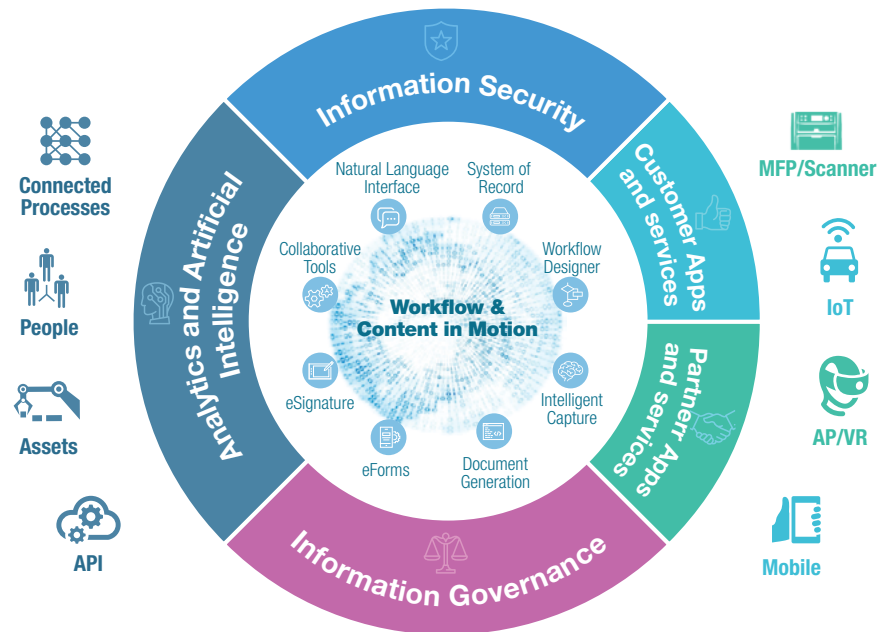 Information Security
Customer Apps
and services
Partnerr Apps
and services
Information Governance
Analytics and Artificial
Intelligence
Natural Language
Interface
System of
Record
Collaborative
Tools
Workflow
Designer
Workflow &
Content in Motion
eSignature
Intelligent
Capture
eForms
Document
Generation
Connected
Processes
People
Assets
API
MFP/Scanner
IoT
AP/VR
Mobile